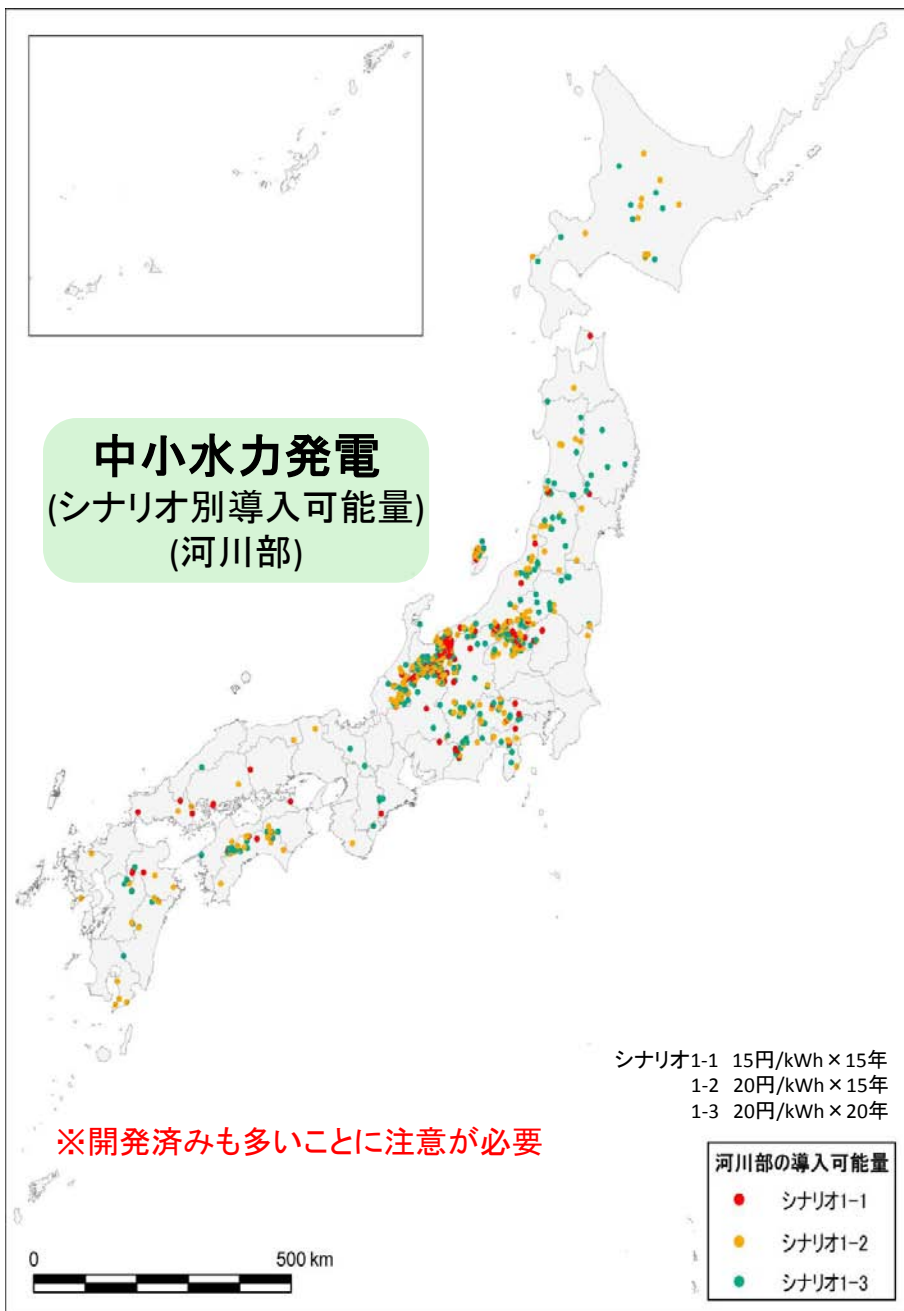 中小水力発電
(シナリオ別導入可能量)
(河川部)
シナリオ1-1 15円/kWh×15年
1-2 20円/kWh×15年
1-3 20円/kWh×20年
※開発済みも多いことに注意が必要
河川部の導入可能量
シナリオ1-1
シナリオ1-2
シナリオ1-3
0 500 km